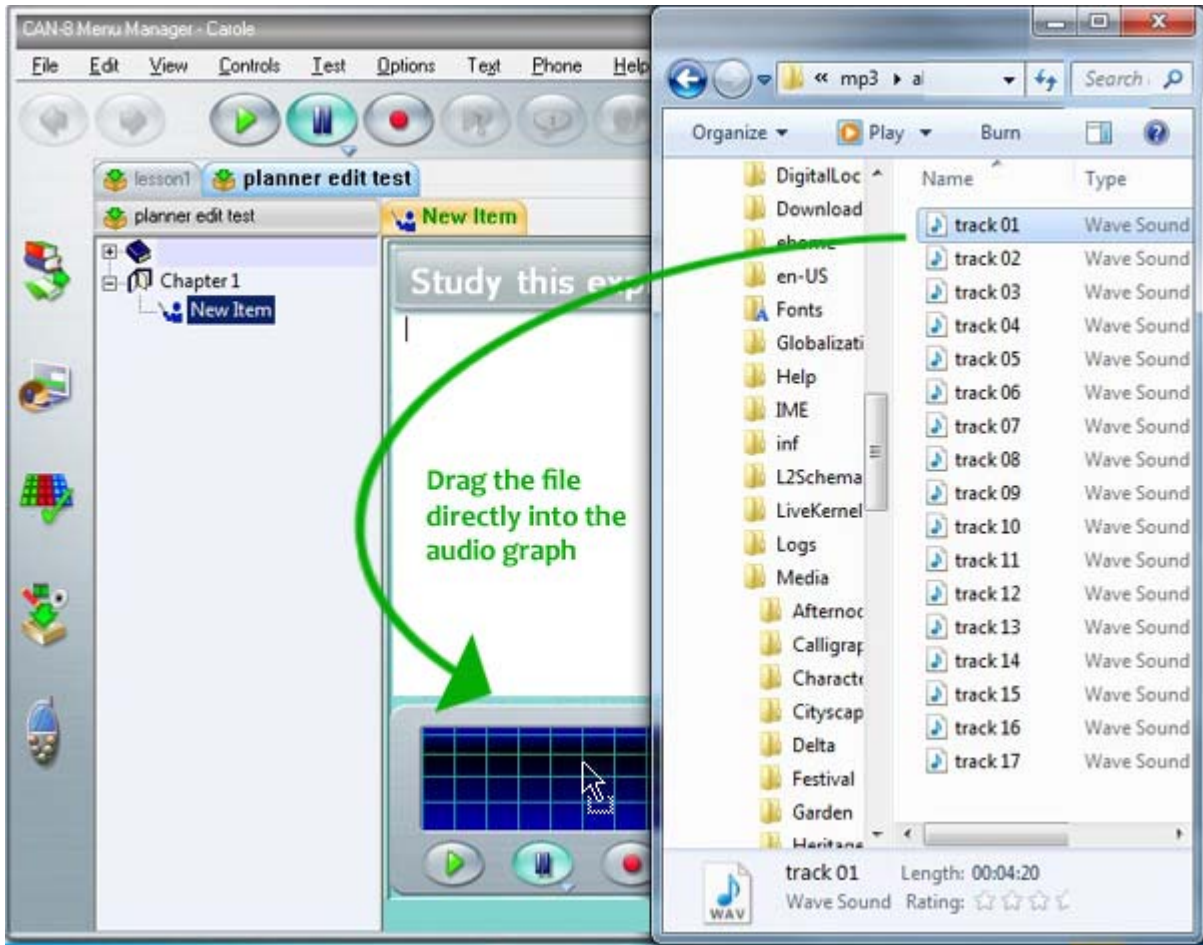 CAN-8 Menu Manager - Carole
File Edit View Controls Test Options Text Phone Help
lesson1 planner edit test
planner edit test
New Item
Chapter 1
New Item
Study this exp
Drag the file
directly into the
audio graph
« mp3
Search
Organize Play Burn
DigitalLoc
Download
ehome
en-US
Fonts
Globalizati
Help
IME
inf
L2Schema
LiveKernel
Logs
Media
Afternoc
Calligrap
Characte
Cityscap
Delta
Festival
Garden
Heritage
Name Type
track 01 Wave Sound
track 02 Wave Sound
track 03 Wave Sound
track 04 Wave Sound
track 05 Wave Sound
track 06 Wave Sound
track 07 Wave Sound
track 08 Wave Sound
track 09 Wave Sound
track 10 Wave Sound
track 11 Wave Sound
track 12 Wave Sound
track 13 Wave Sound
track 14 Wave Sound
track 15 Wave Sound
track 16 Wave Sound
track 17 Wave Sound
track 01 Length: 00:04:20
Wave Sound Rating:
WAV